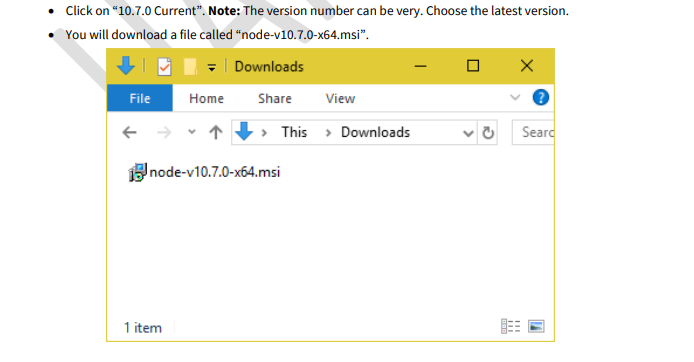 • Click on “10.7.0 Current”. Note: The version number can be very. Choose the latest version.
• You will download a file called “node-v10.7.0-x64.msi”.
Downloads
File Home Share View
This > Downloads Searc
node-v10.7.0-x64.msi
1 item